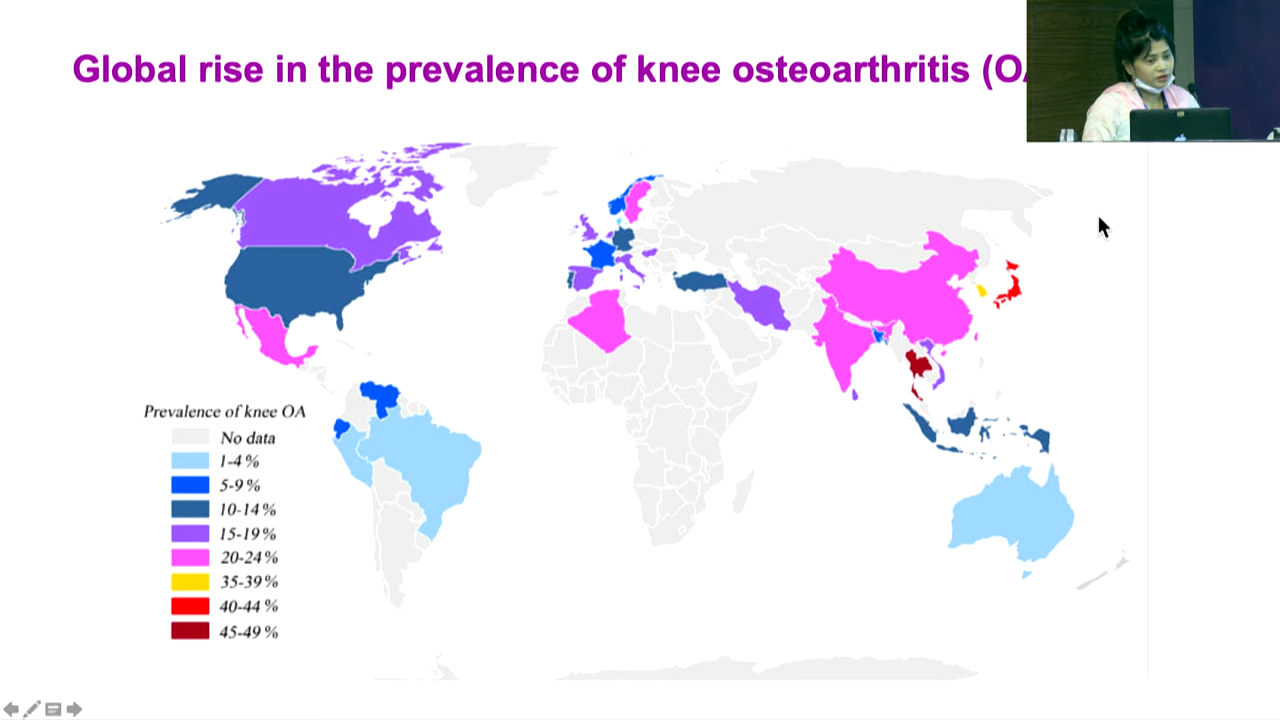 Global rise in the prevalence of knee osteoarthritis (O
Prevalence of knee OA
No data
1-4 %
5-9 %
10-14 %
15-19 %
20-24 %
35-39 %
40-44 %
45-49 %